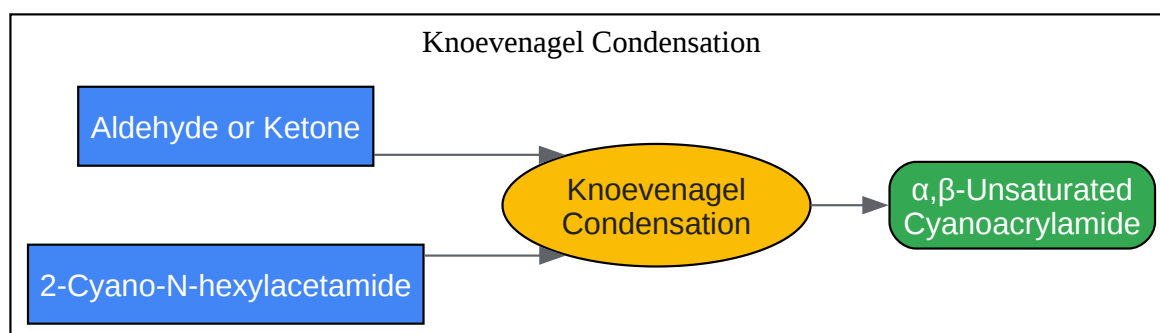 Knoevenagel Condensation
Aldehyde or Ketone
2-Cyano-N-hexylacetamide
Knoevenagel
Condensation
α,β-Unsaturated
Cyanoacrylamide